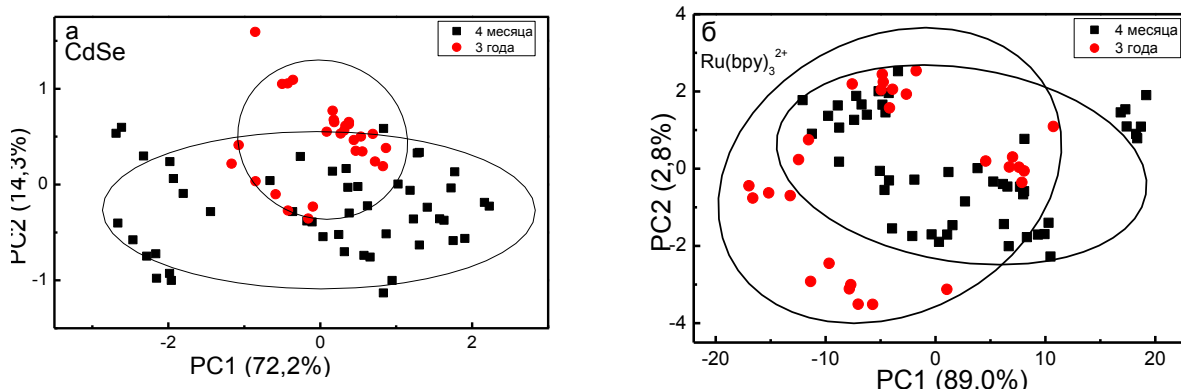 а
CdSe
4 месяца
3 года
PC2 (14,3%)
1
0
-1
-2
0
2
PC1 (72,2%)
б
Ru(bpy)₃²⁺
4 месяца
3 года
PC2 (2,8%)
4
2
0
-2
-4
-20
-10
0
10
20
PC1 (89,0%)